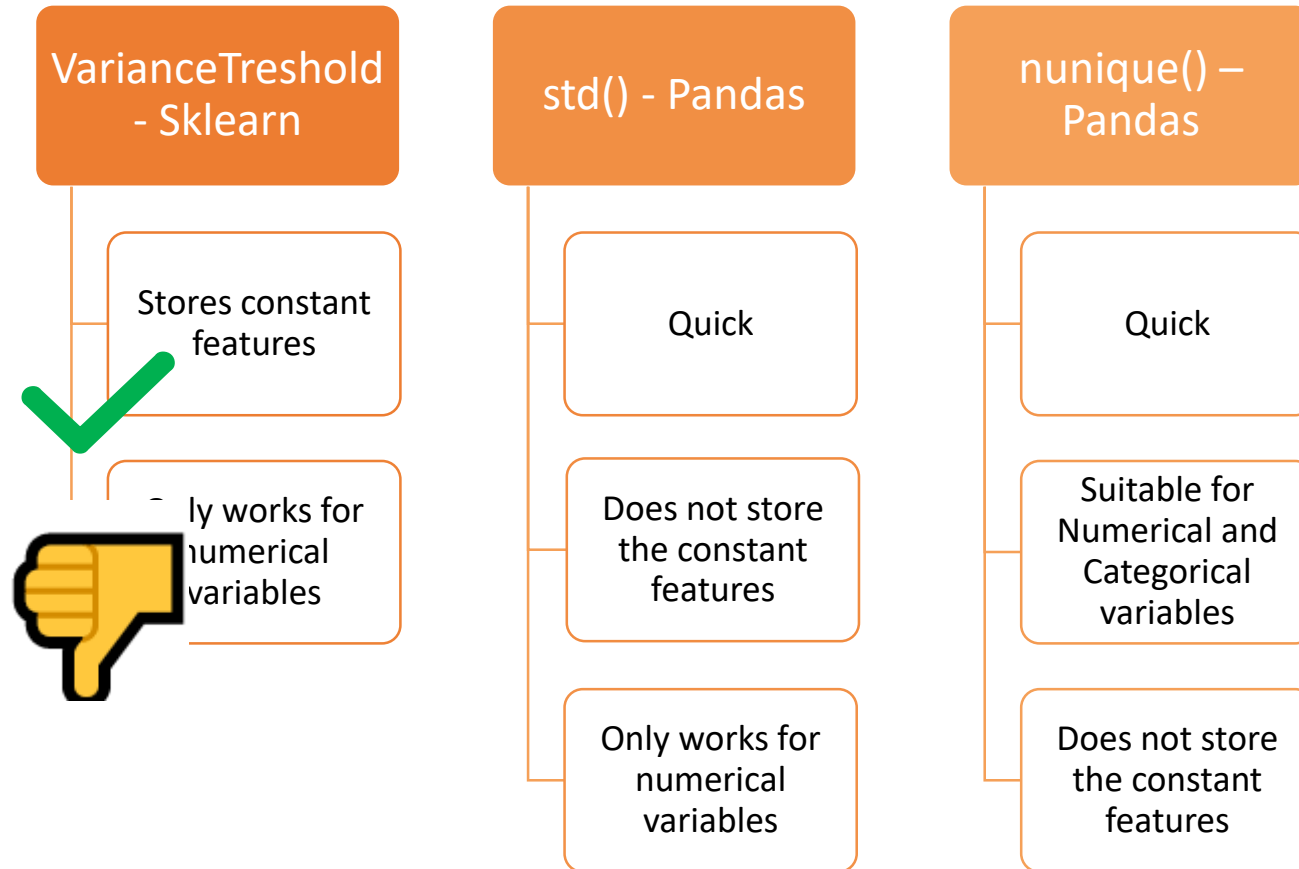 VarianceTreshold
- Sklearn
Stores constant
features
ly works for
numerical
variables
std() - Pandas
Quick
Does not store
the constant
features
Only works for
numerical
variables
nunique() –
Pandas
Quick
Suitable for
Numerical and
Categorical
variables
Does not store
the constant
features